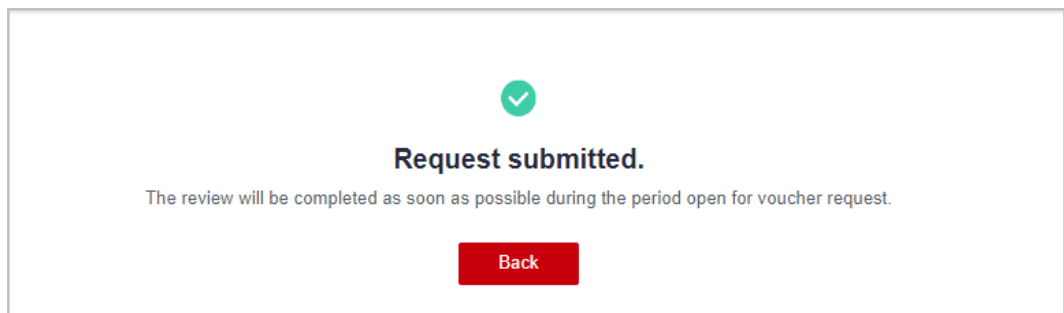 Request submitted.
The review will be completed as soon as possible during the period open for voucher request.
Back